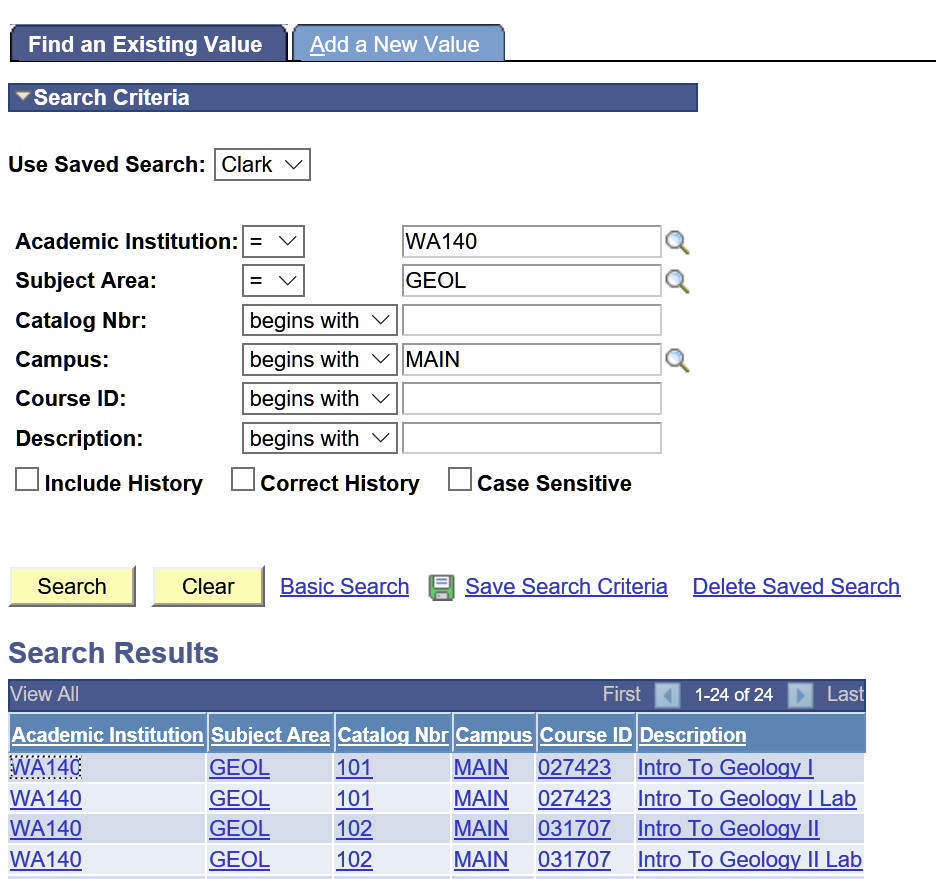 Find an Existing Value Add a New Value
Search Criteria
Use Saved Search: Clark
Academic Institution: = WA140
Subject Area: = GEOL
Catalog Nbr: begins with
Campus: begins with MAIN
Course ID: begins with
Description: begins with
Include History Correct History Case Sensitive
Search Clear Basic Search Save Search Criteria Delete Saved Search
Search Results
View All First 1-24 of 24 Last
Academic Institution Subject Area Catalog Nbr Campus Course ID Description
WA140 GEOL 101 MAIN 027423 Intro To Geology I
WA140 GEOL 101 MAIN 027423 Intro To Geology I Lab
WA140 GEOL 102 MAIN 031707 Intro To Geology II
WA140 GEOL 102 MAIN 031707 Intro To Geology II Lab